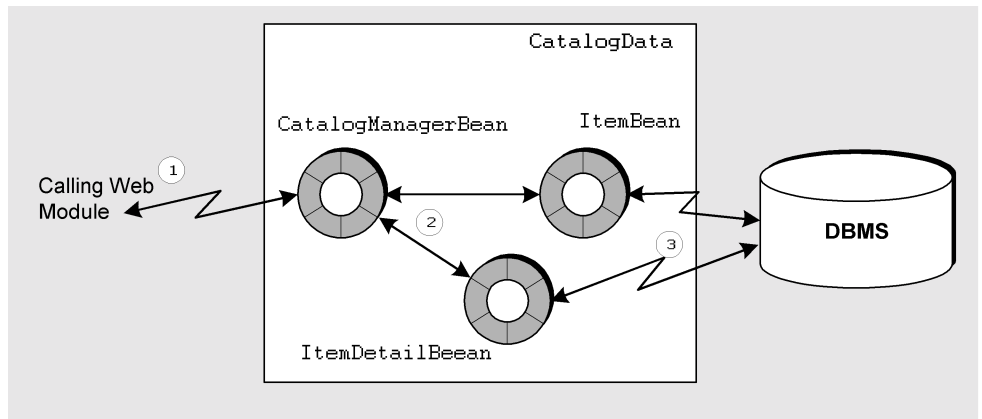 CatalogData
CatalogManagerBean
ItemBean
1
Calling Web
Module
2
3
DBMS
ItemDetailBeean